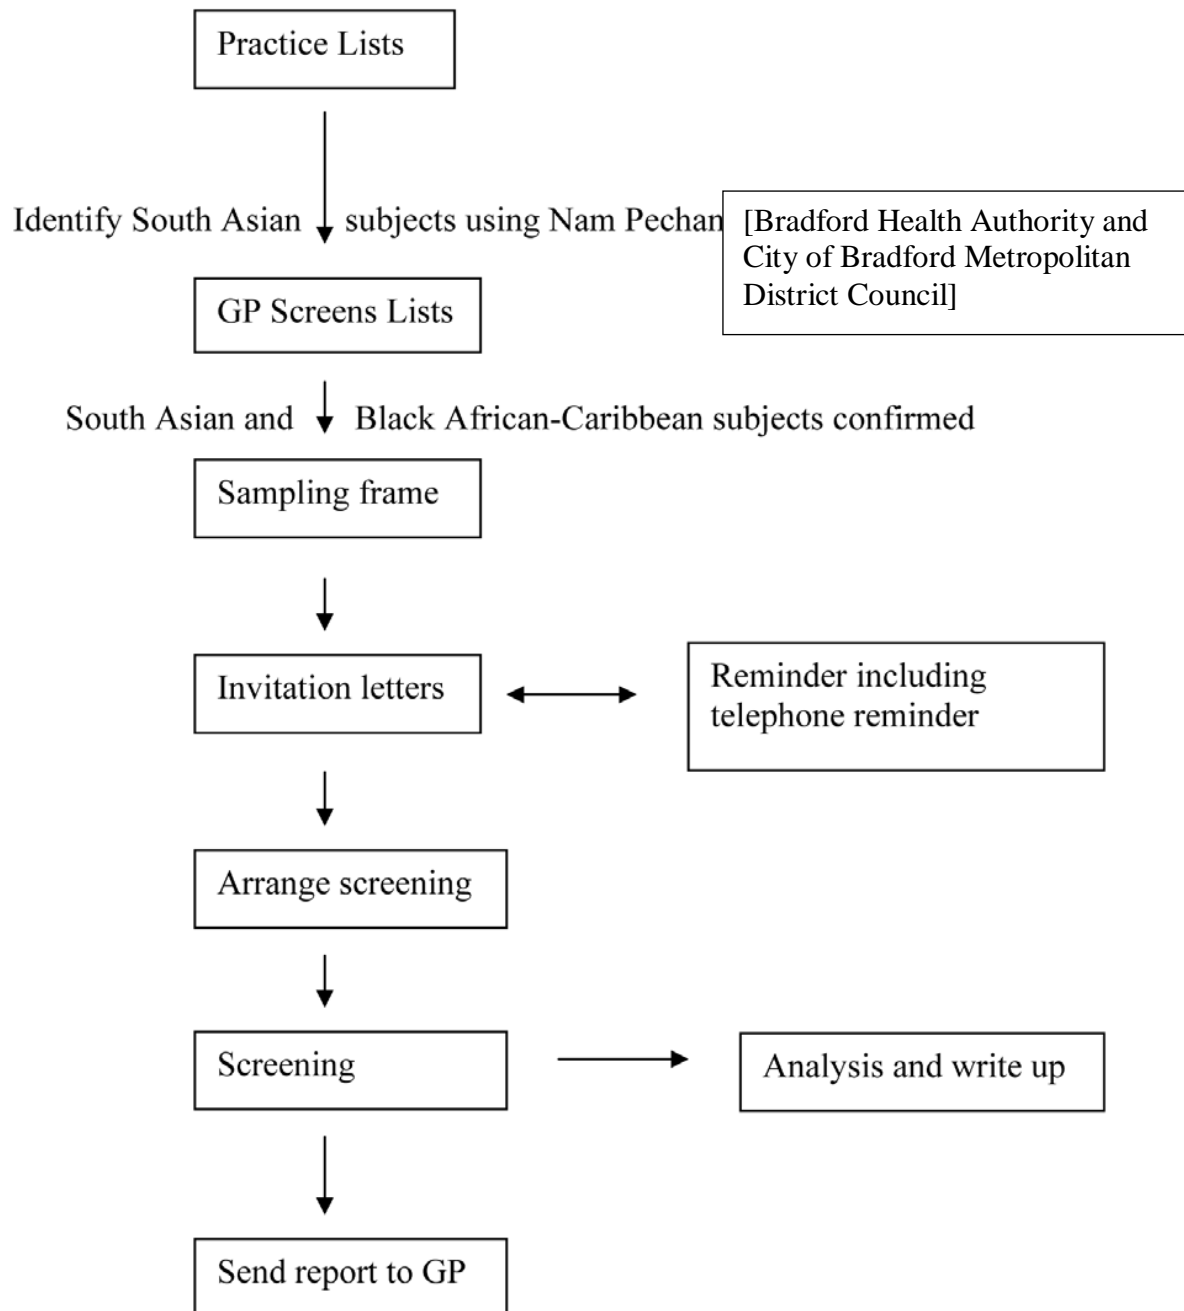 Practice Lists
Identify South Asian subjects using Nam Pechan
[Bradford Health Authority and
City of Bradford Metropolitan
District Council]
GP Screens Lists
South Asian and Black African-Caribbean subjects confirmed
Sampling frame
Invitation letters
Reminder including
telephone reminder
Arrange screening
Screening
Analysis and write up
Send report to GP